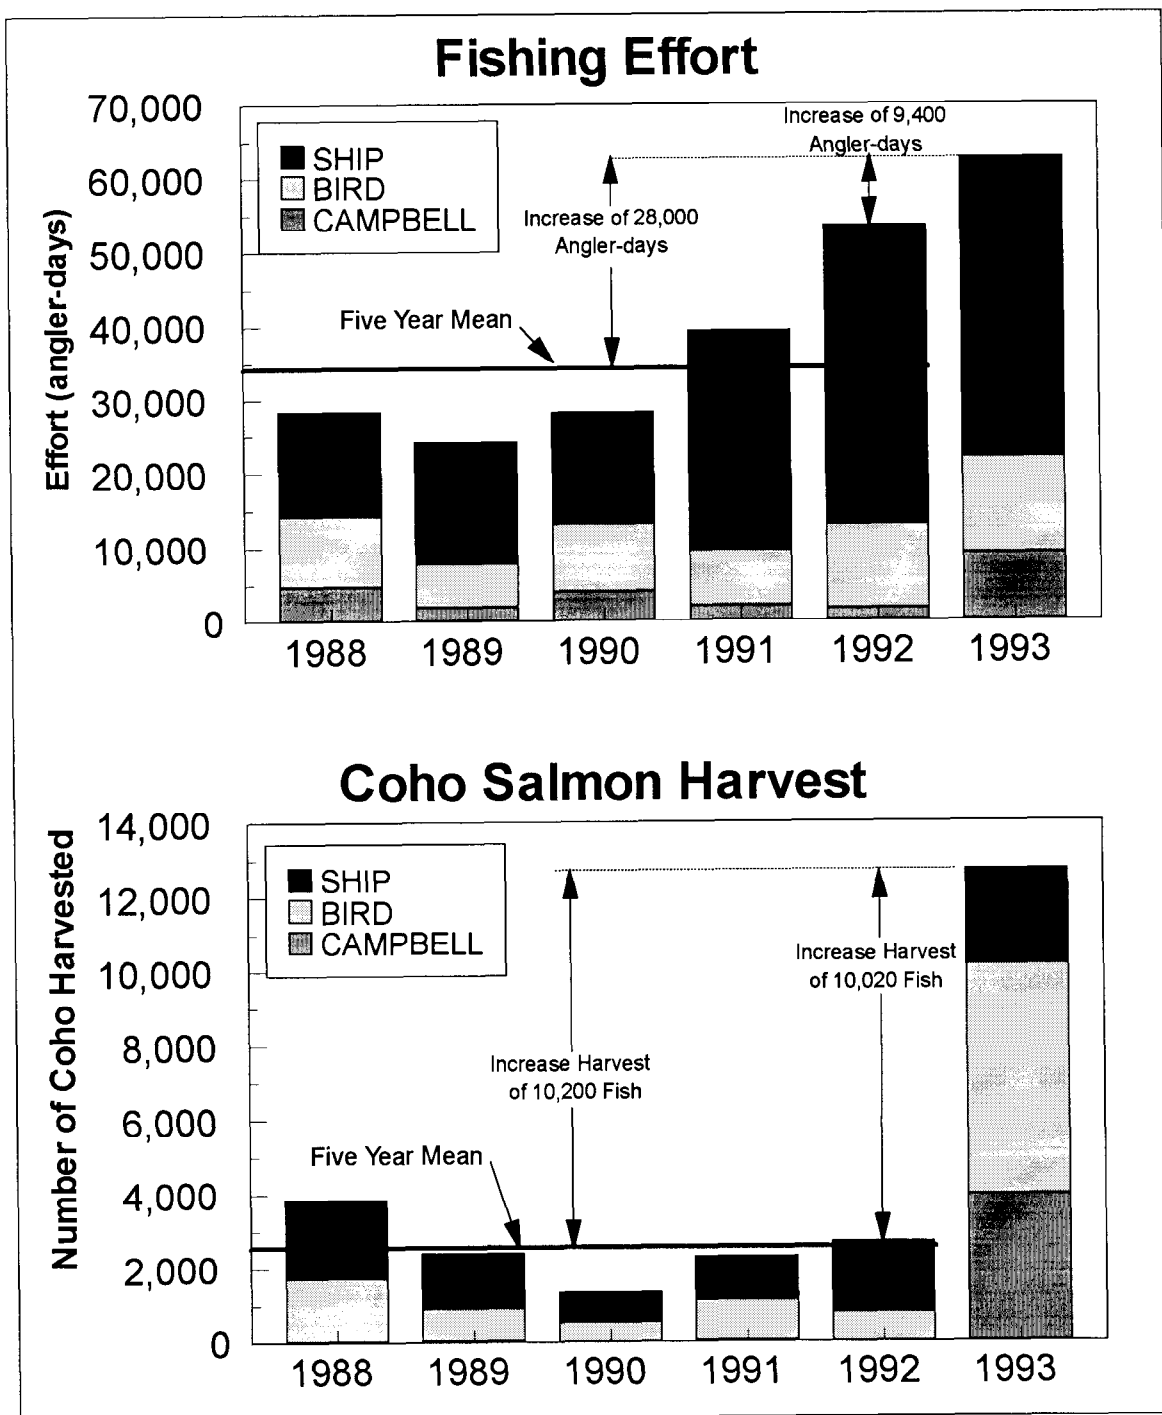 Fishing Effort
70,000
60,000
50,000
40,000
30,000
20,000
10,000
0
Effort (angler-days)
SHIP
BIRD
CAMPBELL
Increase of 9,400
Angler-days
Increase of 28,000
Angler-days
Five Year Mean
1988 1989 1990 1991 1992 1993
Coho Salmon Harvest
14,000
12,000
10,000
8,000
6,000
4,000
2,000
0
Number of Coho Harvested
SHIP
BIRD
CAMPBELL
Increase Harvest
of 10,020 Fish
Increase Harvest
of 10,200 Fish
Five Year Mean
1988 1989 1990 1991 1992 1993